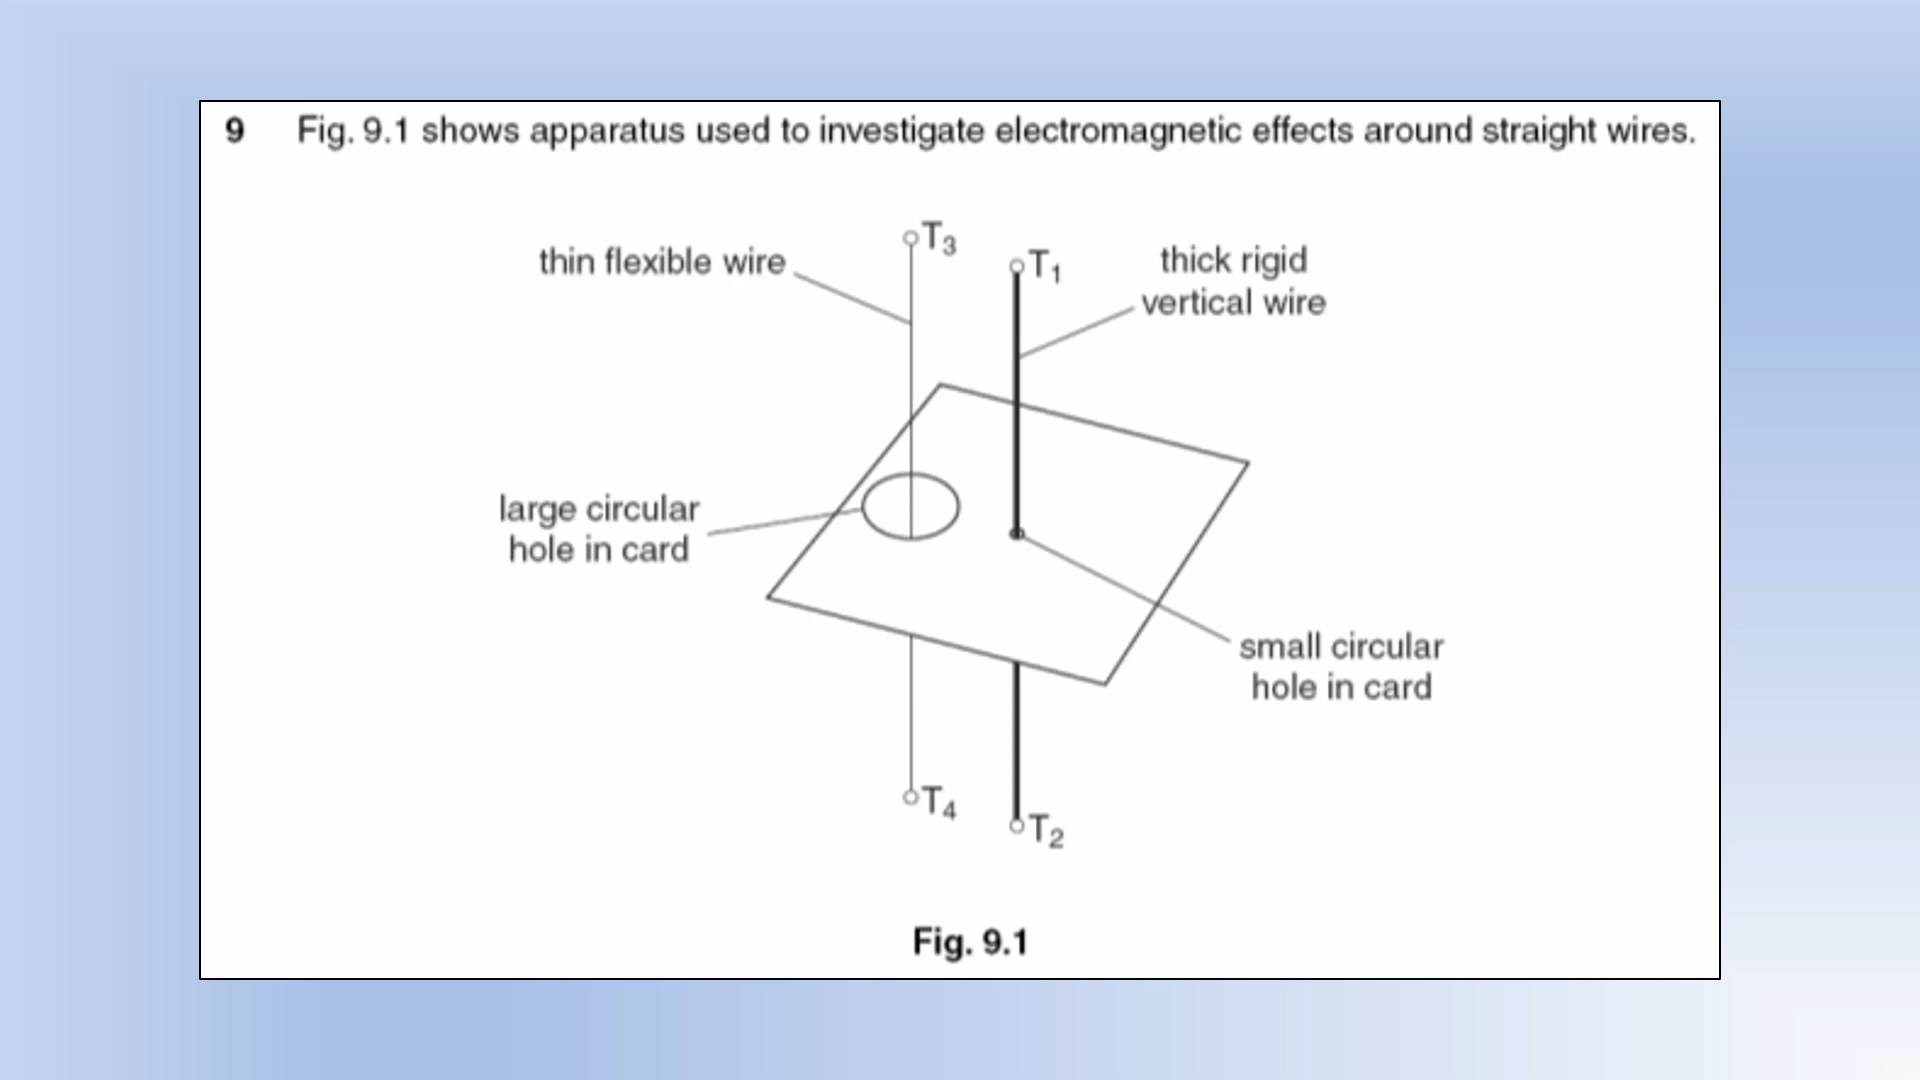 9 Fig. 9.1 shows apparatus used to investigate electromagnetic effects around straight wires.
T3
thin flexible wire
T1
thick rigid
vertical wire
large circular
hole in card
small circular
hole in card
T4
T2
Fig. 9.1